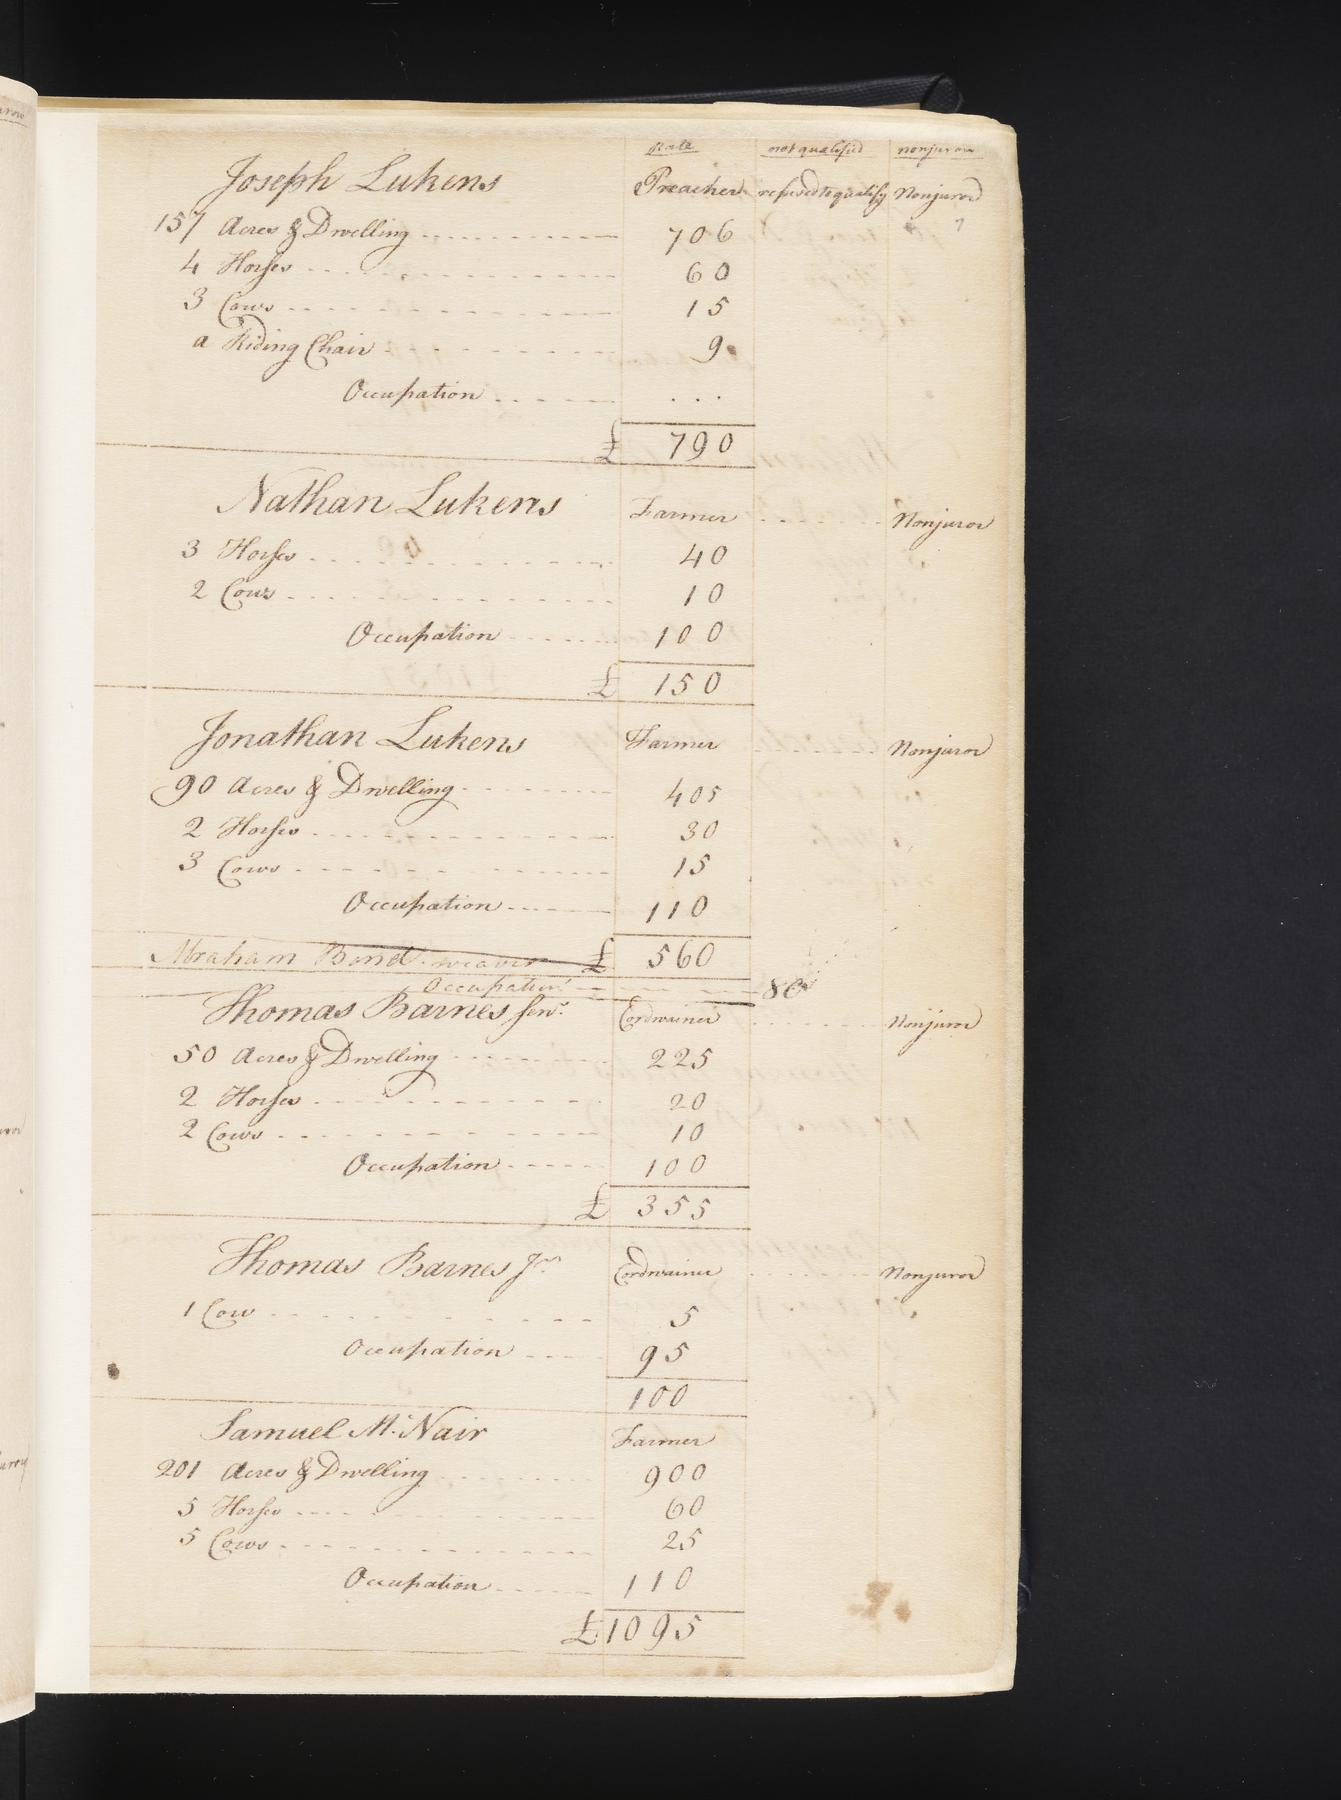 Rate not qualified nonjuror
Joseph Lukens Preacher refused to qualify Nonjuror
157 Acres & Dwelling 706
4 Horses 60
3 Cows 15
a Riding Chair 9
Occupation ...
£ 790
Nathan Lukens Farmer Nonjuror
3 Horses 40
2 Cows 10
Occupation 100
£ 150
Jonathan Lukens Farmer Nonjuror
90 Acres & Dwelling 405
2 Horses 30
3 Cows 15
Occupation 110
£ 560
Abraham Bond weaver
Occupation 80
Thomas Barnes Senr. Cordwainer Nonjuror
50 Acres & Dwelling 225
2 Horses 20
2 Cows 10
Occupation 100
£ 355
Thomas Barnes Jr Cordwainer Nonjuror
1 Cow 5
Occupation 95
100
Samuel Mc.Nair Farmer
201 Acres & Dwelling 900
5 Horses 60
5 Cows 25
Occupation 110
£ 1095